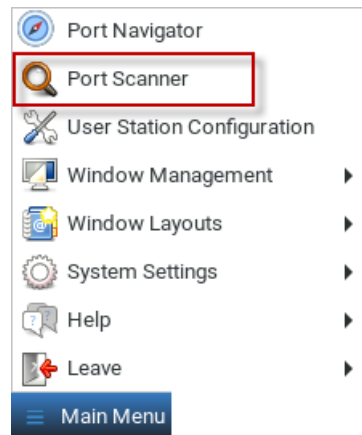 Port Navigator
Port Scanner
User Station Configuration
Window Management
Window Layouts
System Settings
Help
Leave
Main Menu